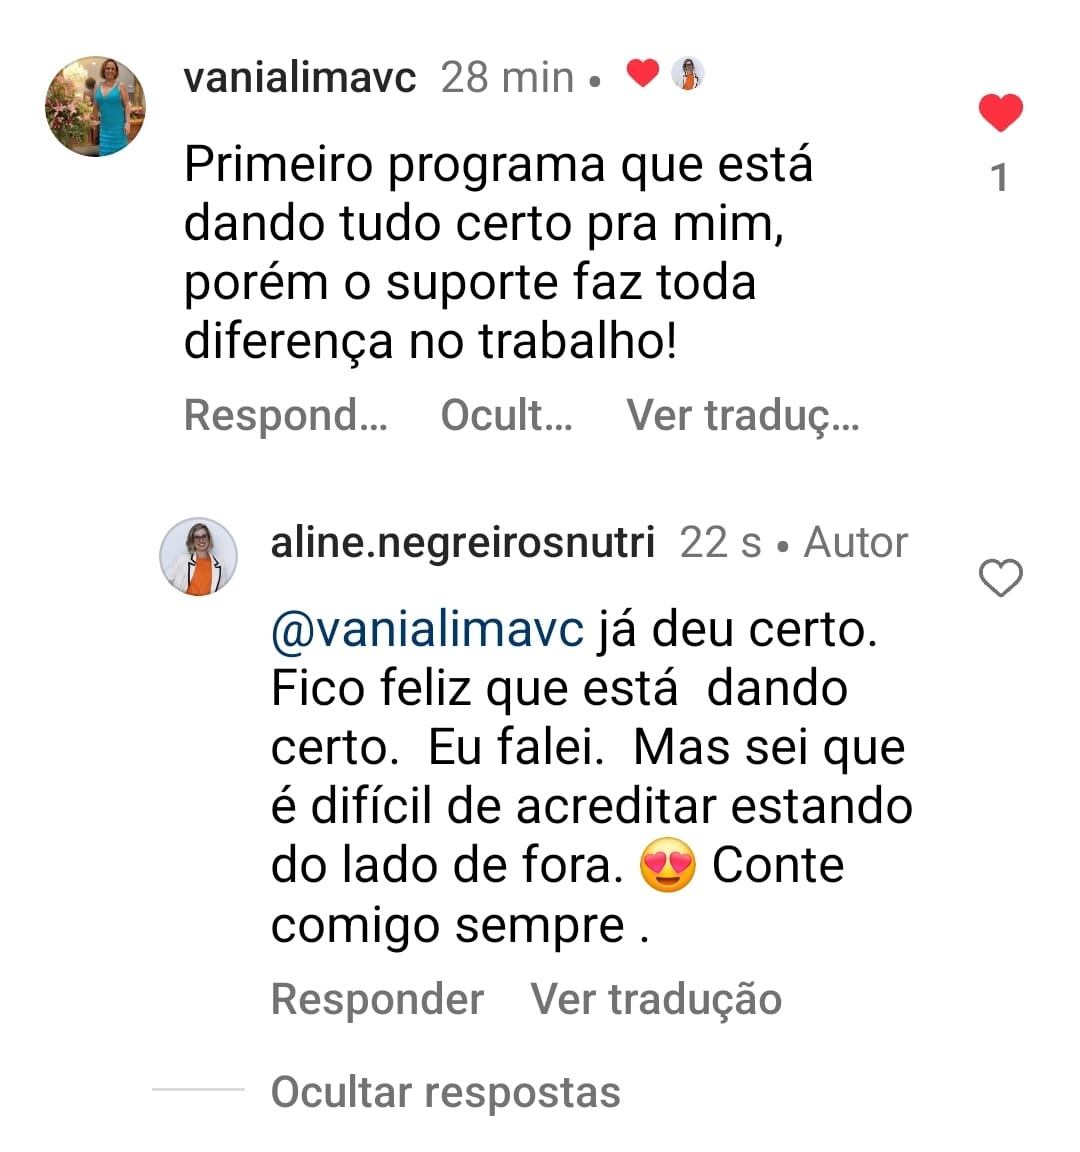 vanialimavc 28 min •
1
Primeiro programa que está
dando tudo certo pra mim,
porém o suporte faz toda
diferença no trabalho!
Respond... Ocult... Ver traduç...
aline.negreirosnutri 22 s • Autor
@vanialimavc já deu certo.
Fico feliz que está  dando
certo.  Eu falei.  Mas sei que
é difícil de acreditar estando
do lado de fora. 😍 Conte
comigo sempre .
Responder Ver tradução
Ocultar respostas